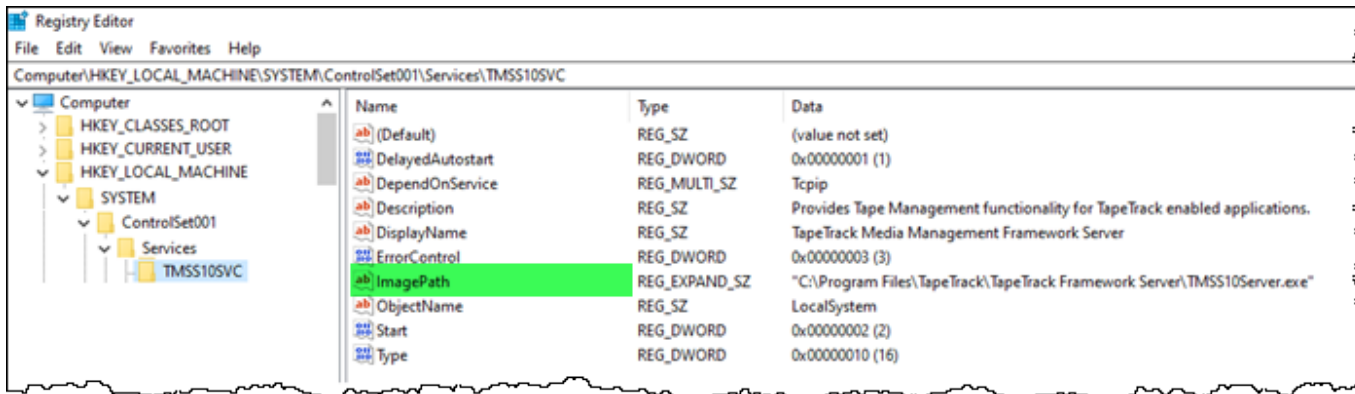 Registry Editor
File Edit View Favorites Help
Computer\HKEY_LOCAL_MACHINE\SYSTEM\ControlSet001\Services\TMSS10SVC
Computer
HKEY_CLASSES_ROOT
HKEY_CURRENT_USER
HKEY_LOCAL_MACHINE
SYSTEM
ControlSet001
Services
TMSS10SVC
Name Type Data
(Default) REG_SZ (value not set)
DelayedAutostart REG_DWORD 0x00000001 (1)
DependOnService REG_MULTI_SZ Tcpip
Description REG_SZ Provides Tape Management functionality for TapeTrack enabled applications.
DisplayName REG_SZ TapeTrack Media Management Framework Server
ErrorControl REG_DWORD 0x00000003 (3)
ImagePath REG_EXPAND_SZ "C:\Program Files\TapeTrack\TapeTrack Framework Server\TMSS10Server.exe"
ObjectName REG_SZ LocalSystem
Start REG_DWORD 0x00000002 (2)
Type REG_DWORD 0x00000010 (16)